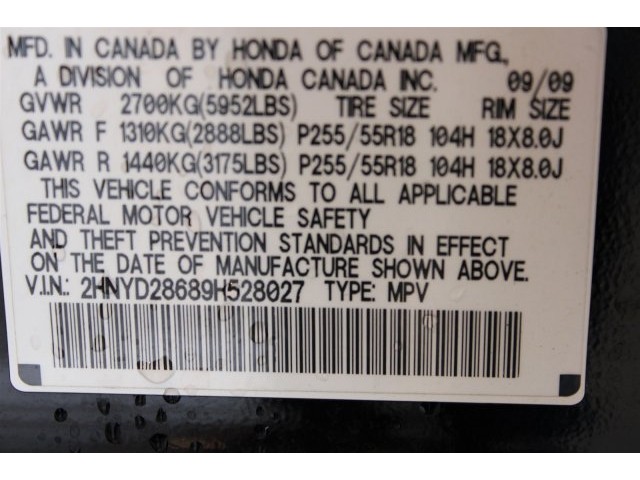 MFD. IN CANADA BY HONDA OF CANADA MFG.,
A DIVISION OF HONDA CANADA INC. 09/09
GVWR 2700KG(5952LBS) TIRE SIZE RIM SIZE
GAWR F 1310KG(2888LBS) P255/55R18 104H 18X8.0J
GAWR R 1440KG(3175LBS) P255/55R18 104H 18X8.0J
THIS VEHICLE CONFORMS TO ALL APPLICABLE
FEDERAL MOTOR VEHICLE SAFETY
AND THEFT PREVENTION STANDARDS IN EFFECT
ON THE DATE OF MANUFACTURE SHOWN ABOVE.
V.I.N.: 2HNYD28689H528027 TYPE: MPV